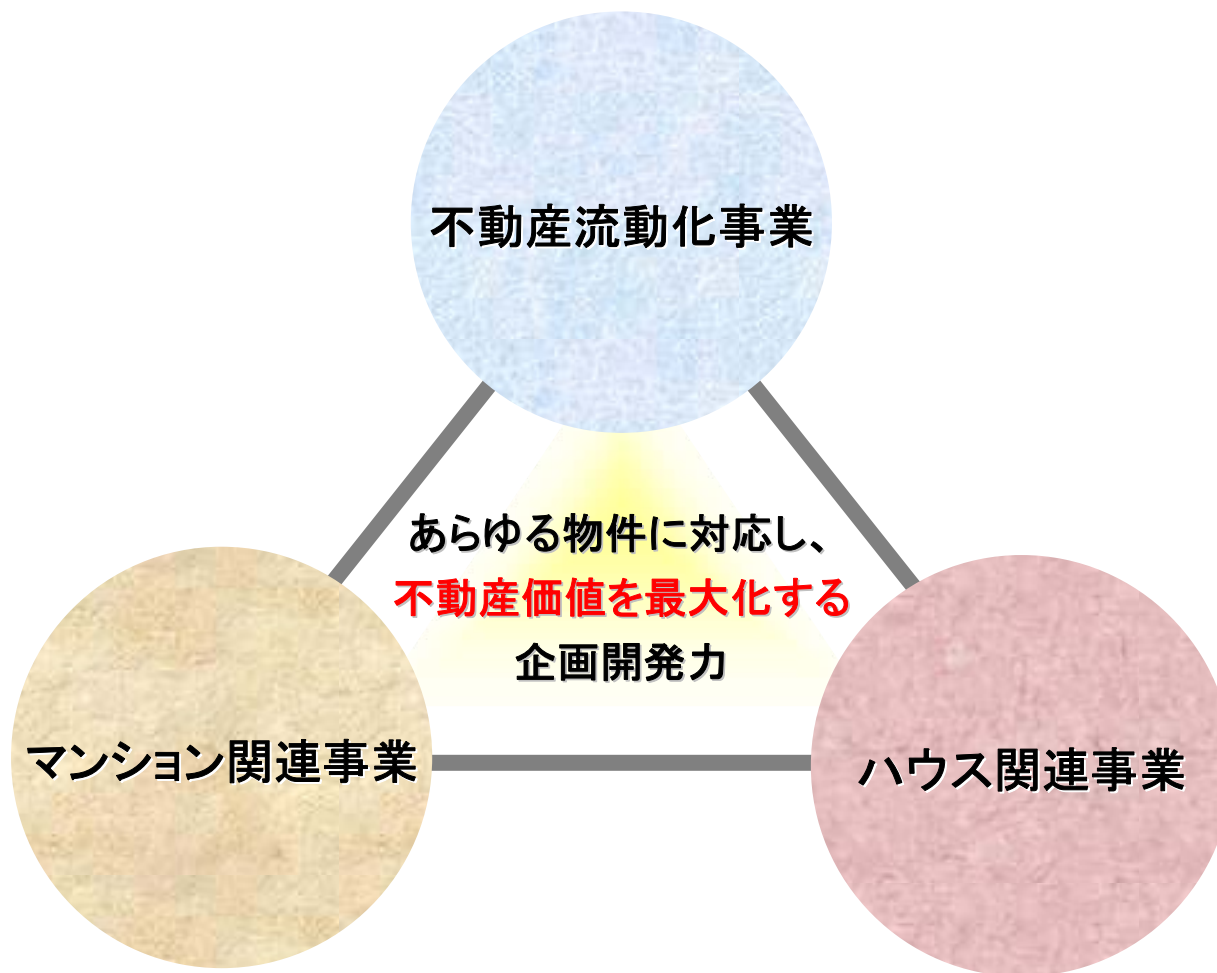 不動産流動化事業
あらゆる物件に対応し、
不動産価値を最大化する
企画開発力
マンション関連事業
ハウス関連事業